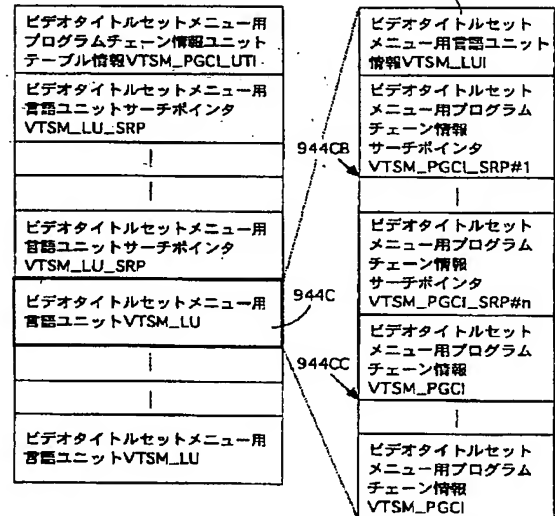 ビデオタイトルセットメニュー用
プログラムチェーン情報ユニット
テーブル情報VTSM_PGCI_UTI
ビデオタイトルセットメニュー用
言語ユニットサーチポインタ
VTSM_LU_SRP
ビデオタイトルセットメニュー用
言語ユニットサーチポインタ
VTSM_LU_SRP
ビデオタイトルセットメニュー用
言語ユニットVTSM_LU
ビデオタイトルセットメニュー用
言語ユニットVTSM_LU
944CB
944C
944CC
ビデオタイトルセット
メニュー用言語ユニット
情報VTSM_LUI
ビデオタイトルセット
メニュー用プログラム
チェーン情報
サーチポインタ
VTSM_PGCI_SRP#1
ビデオタイトルセット
メニュー用プログラム
チェーン情報
サーチポインタ
VTSM_PGCI_SRP#n
ビデオタイトルセット
メニュー用プログラム
チェーン情報
VTSM_PGCI
ビデオタイトルセット
メニュー用プログラム
チェーン情報
VTSM_PGCI